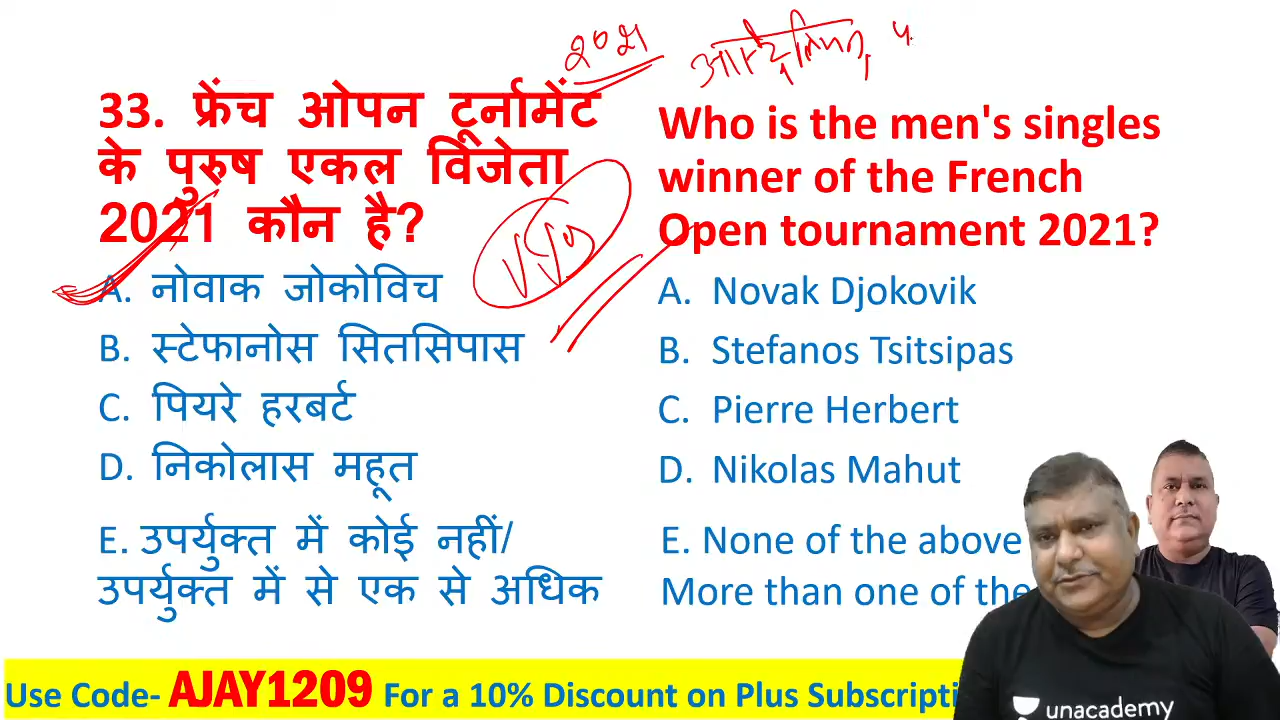 २०२१
33. फ्रेंच ओपन टूर्नामेंट
के पुरुष एकल विजेता
2021 कौन है?
A. नोवाक जोकोविच
B. स्टेफानोस सितसिपास
C. पियरे हरबर्ट
D. निकोलास महूत
E. उपर्युक्त में कोई नहीं/
उपर्युक्त में से एक से अधिक
Who is the men's singles
winner of the French
Open tournament 2021?
A. Novak Djokovik
B. Stefanos Tsitsipas
C. Pierre Herbert
D. Nikolas Mahut
E. None of the above
More than one of the
Use Code- AJAY1209 For a 10% Discount on Plus Subscripti
unacademy